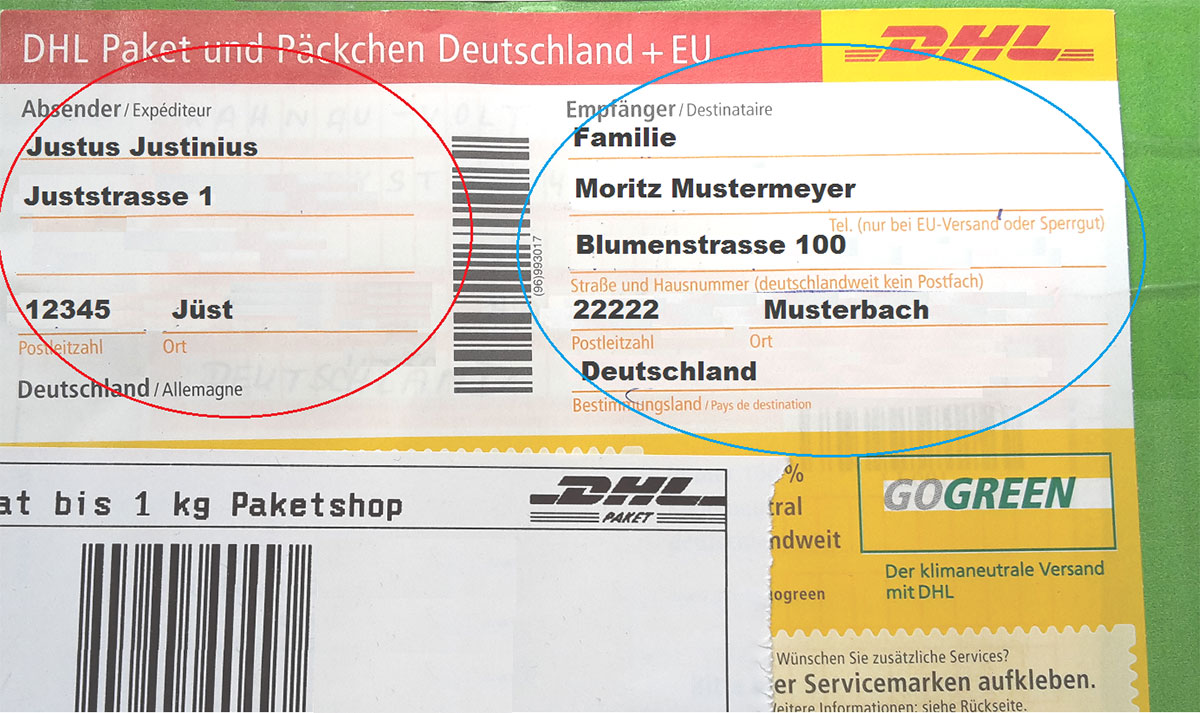 DHL Paket und Päckchen Deutschland + EU
DHL
Absender / Expéditeur
Justus Justinius
Juststrasse 1
12345 Jüst
Postleitzahl Ort
Deutschland / Allemagne
(96)993017
Empfänger / Destinataire
Familie
Moritz Mustermeyer
Tel. (nur bei EU-Versand oder Sperrgut)
Blumenstrasse 100
Straße und Hausnummer (deutschlandweit kein Postfach)
22222 Musterbach
Postleitzahl Ort
Deutschland
Bestimmungsland / Pays de destination
at bis 1 kg Paketshop
DHL
PAKET
%
tral
ndweit
ogreen
GOGREEN
Der klimaneutrale Versand
mit DHL
Wünschen Sie zusätzliche Services?
er Servicemarken aufkleben.
eitere Informationen: siehe Rückseite.